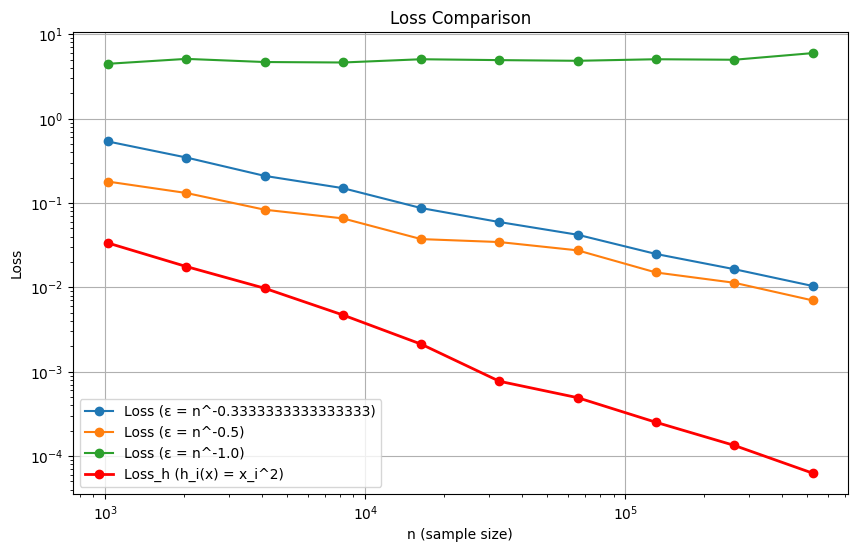 Loss Comparison
10^1
10^0
10^-1
10^-2
10^-3
10^-4
Loss
Loss (ε = n^-0.3333333333333333)
Loss (ε = n^-0.5)
Loss (ε = n^-1.0)
Loss_h (h_i(x) = x_i^2)
10^3
10^4
10^5
n (sample size)